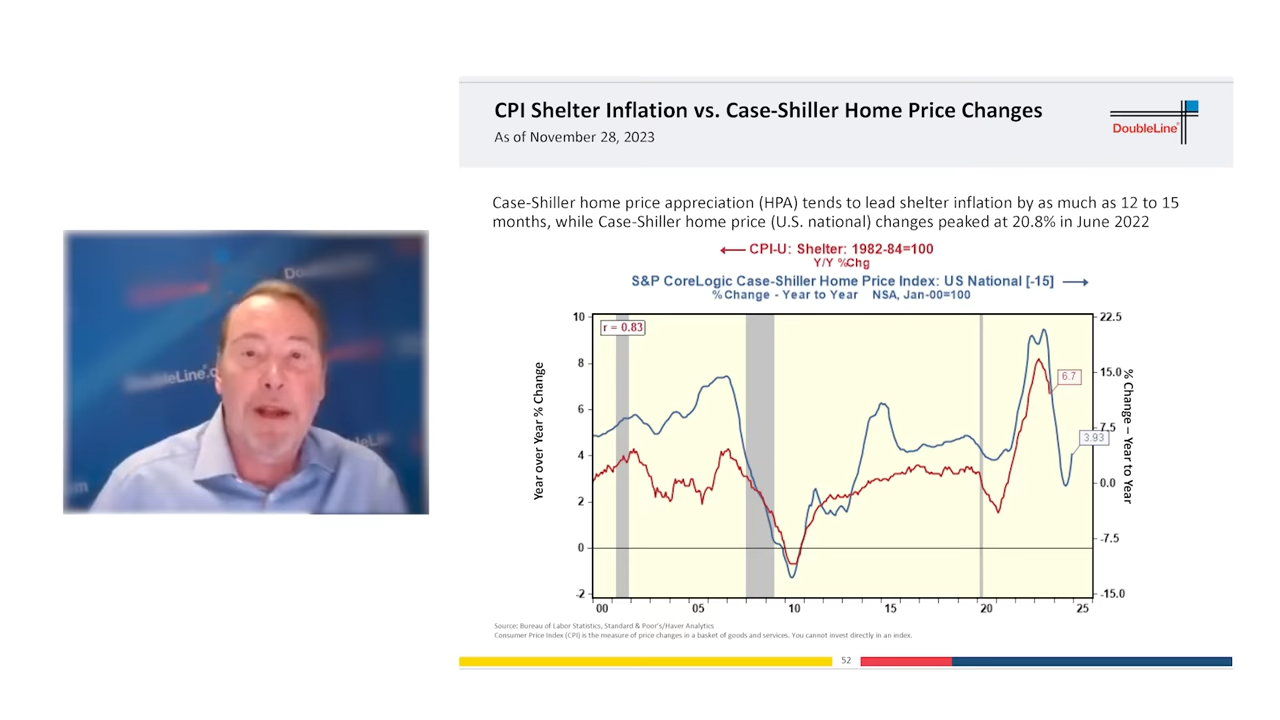 CPI Shelter Inflation vs. Case-Shiller Home Price Changes
As of November 28, 2023
DoubleLine®
Case-Shiller home price appreciation (HPA) tends to lead shelter inflation by as much as 12 to 15
months, while Case-Shiller home price (U.S. national) changes peaked at 20.8% in June 2022
CPI-U: Shelter: 1982-84=100
Y/Y %Chg
S&P CoreLogic Case-Shiller Home Price Index: US National [-15]
%Change - Year to Year NSA, Jan-00=100
r = 0.83
10
8
6
4
2
0
-2
Year over Year % Change
22.5
15.0
7.5
0.0
-7.5
-15.0
% Change – Year to Year
6.7
3.93
00 05 10 15 20 25
Source: Bureau of Labor Statistics, Standard & Poor's/Haver Analytics
Consumer Price Index (CPI) is the measure of price changes in a basket of goods and services. You cannot invest directly in an index.
52
DoubleLine®.c